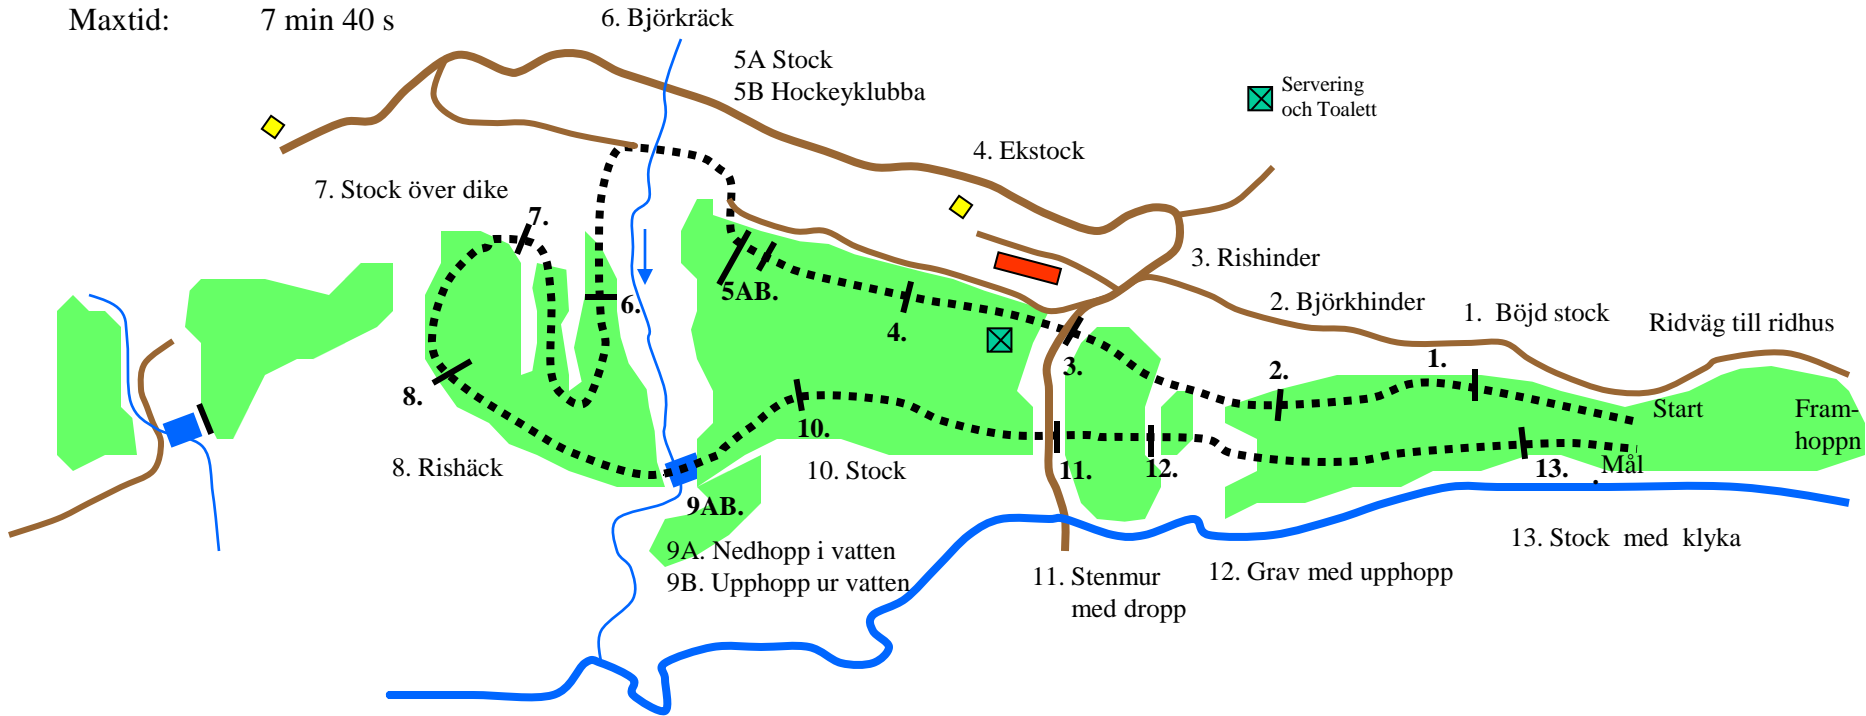 Maxtid: 7 min 40 s
6. Björkräck
5A Stock
5B Hockeyklubba
Servering
och Toalett
4. Ekstock
7. Stock över dike
7.
3. Rishinder
2. Björkhinder
1. Böjd stock
Ridväg till ridhus
5AB.
6.
4.
3.
2.
1.
8.
Start
Fram-
hoppn
10.
8. Rishäck
10. Stock
11.
12.
13.
Mål
.
9AB.
9A. Nedhopp i vatten
9B. Upphopp ur vatten
11. Stenmur
med dropp
12. Grav med upphopp
13. Stock med klyka